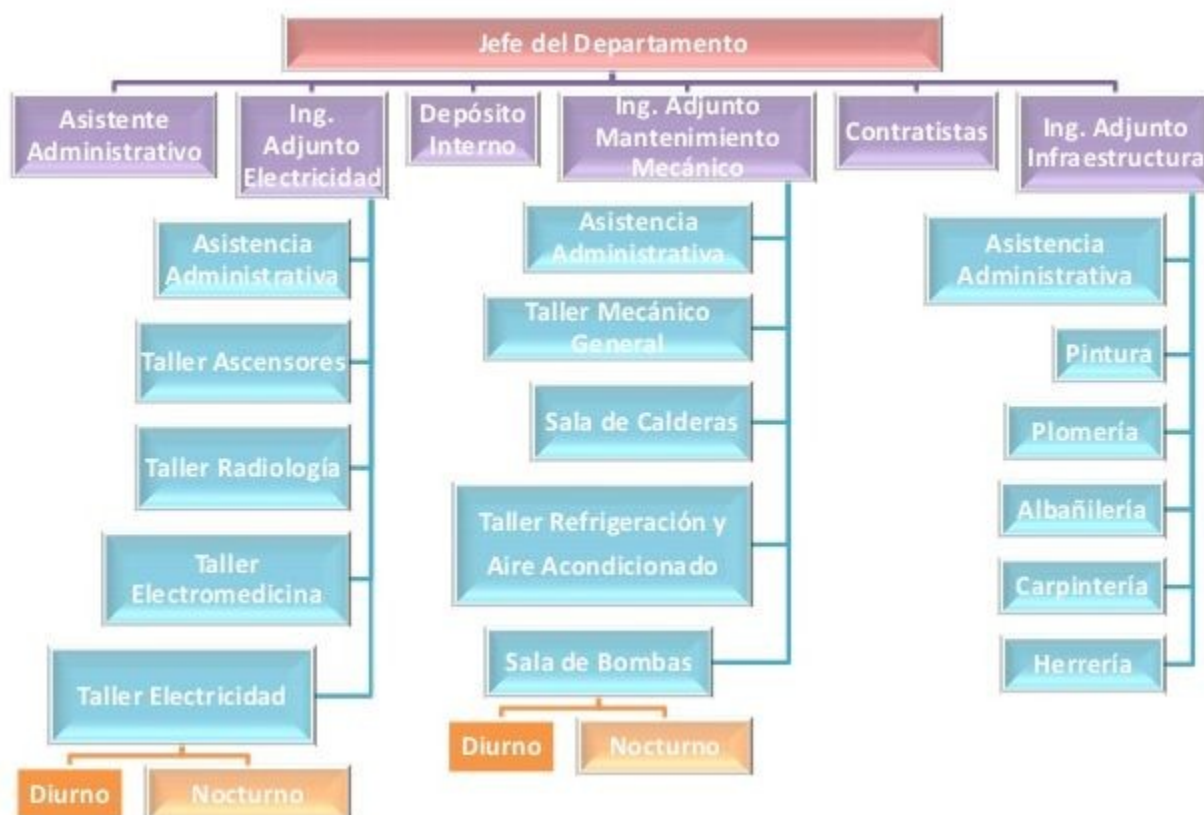 Jefe del Departamento
Asistente
Administrativo
Ing.
Adjunto
Electricidad
Depósito
Interno
Ing. Adjunto
Mantenimiento
Mecánico
Contratistas
Ing. Adjunto
Infraestructura
Asistencia
Administrativa
Taller Ascensores
Taller Radiología
Taller
Electromedicina
Taller Electricidad
Diurno
Nocturno
Asistencia
Administrativa
Taller Mecánico
General
Sala de Calderas
Taller Refrigeración y
Aire Acondicionado
Sala de Bombas
Diurno
Nocturno
Asistencia
Administrativa
Pintura
Plomería
Albañilería
Carpintería
Herrería